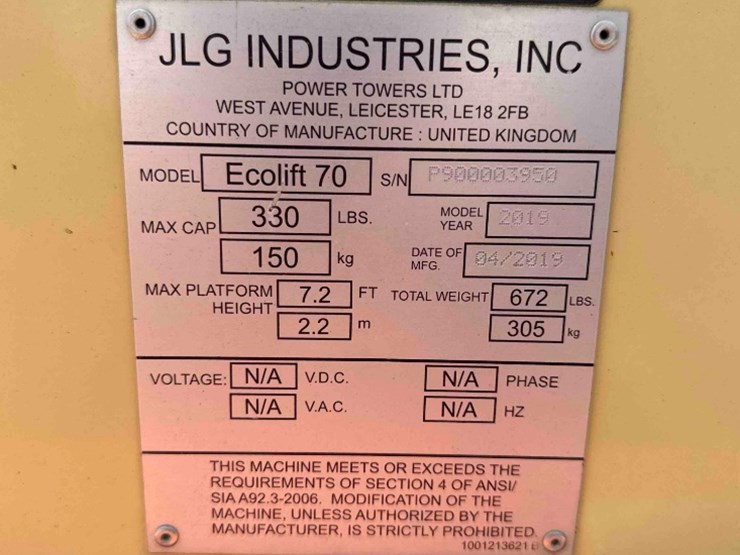 JLG INDUSTRIES, INC
POWER TOWERS LTD
WEST AVENUE, LEICESTER, LE18 2FB
COUNTRY OF MANUFACTURE : UNITED KINGDOM
MODEL Ecolift 70 S/N P900003950
MAX CAP 330 LBS. MODEL YEAR 2019
150 kg DATE OF MFG. 04/2019
MAX PLATFORM HEIGHT 7.2 FT TOTAL WEIGHT 672 LBS.
2.2 m 305 kg
VOLTAGE: N/A V.D.C. N/A PHASE
N/A V.A.C. N/A HZ
THIS MACHINE MEETS OR EXCEEDS THE
REQUIREMENTS OF SECTION 4 OF ANSI/
SIA A92.3-2006. MODIFICATION OF THE
MACHINE, UNLESS AUTHORIZED BY THE
MANUFACTURER, IS STRICTLY PROHIBITED.
1001213621 B